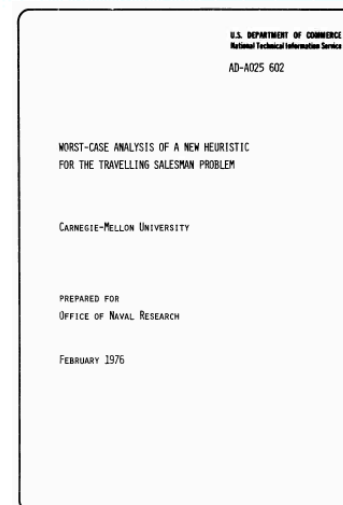 U.S. DEPARTMENT OF COMMERCE
National Technical Information Service
AD-A025 602
WORST-CASE ANALYSIS OF A NEW HEURISTIC
FOR THE TRAVELLING SALESMAN PROBLEM
CARNEGIE-MELLON UNIVERSITY
PREPARED FOR
OFFICE OF NAVAL RESEARCH
FEBRUARY 1976